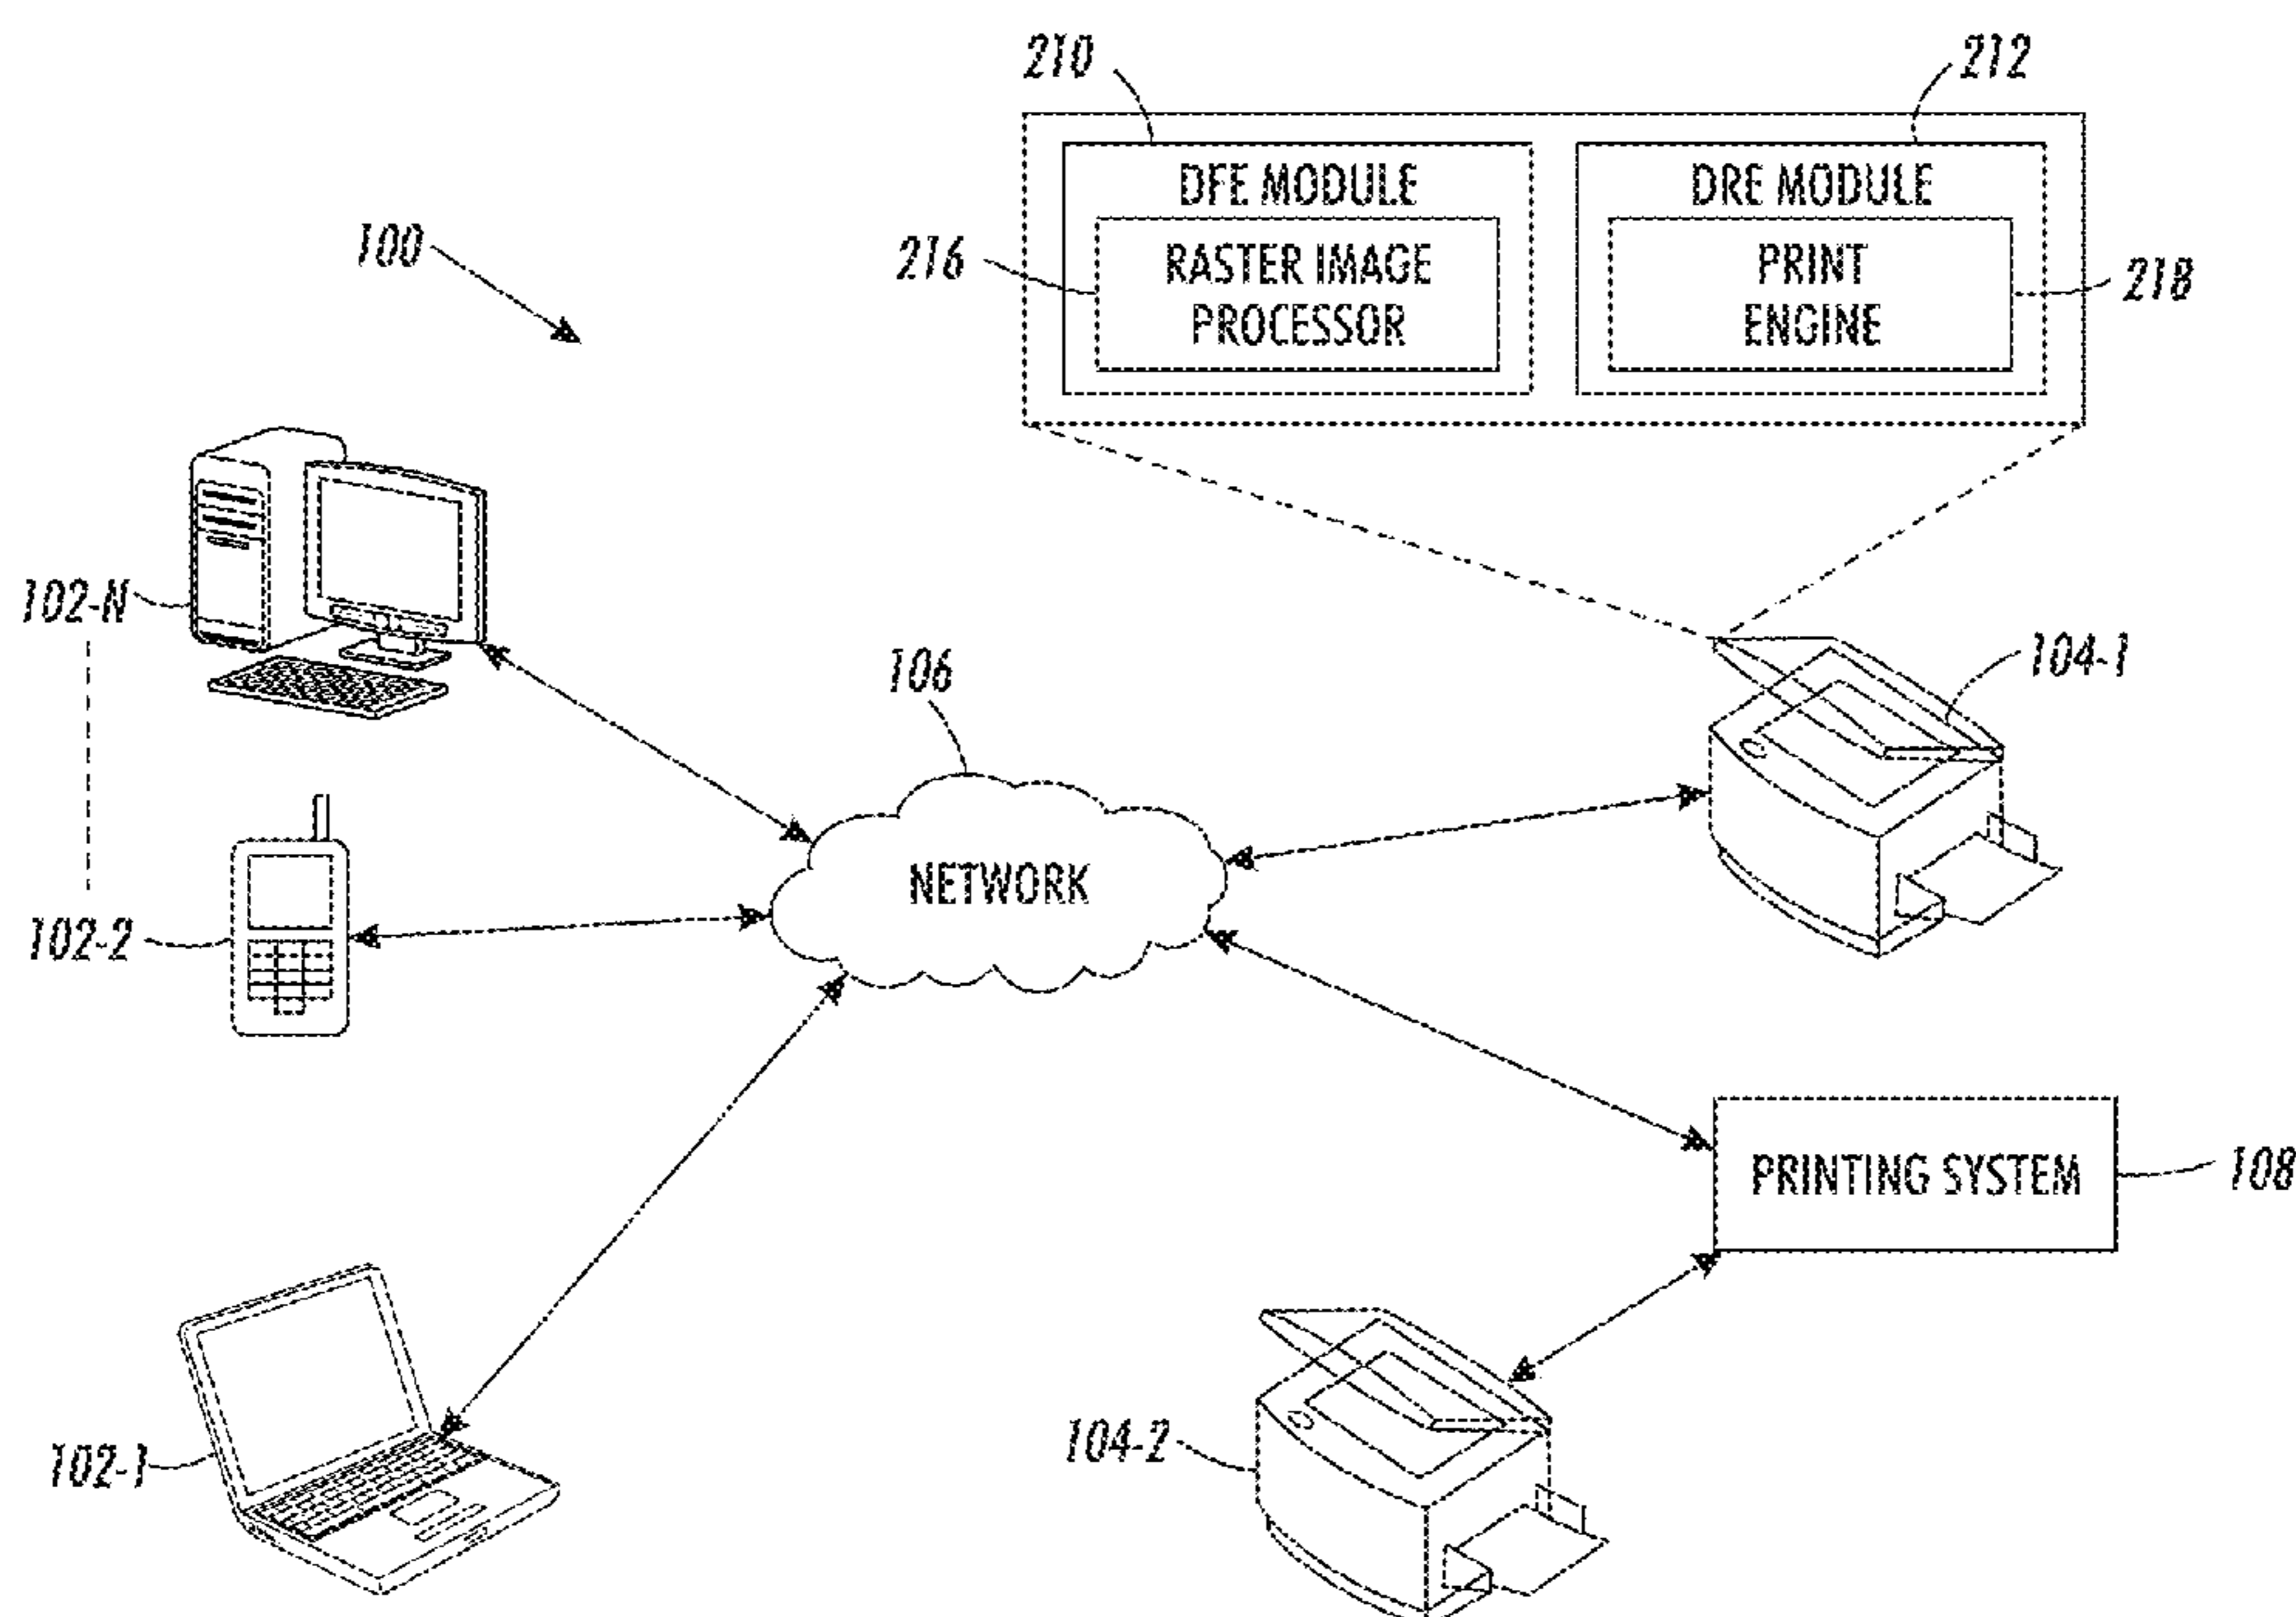 210
212
DFE MODULE
DRE MODULE
100
216
RASTER IMAGE
PROCESSOR
PRINT
ENGINE
218
102-N
106
104-1
NETWORK
102-2
PRINTING SYSTEM
108
102-1
104-2